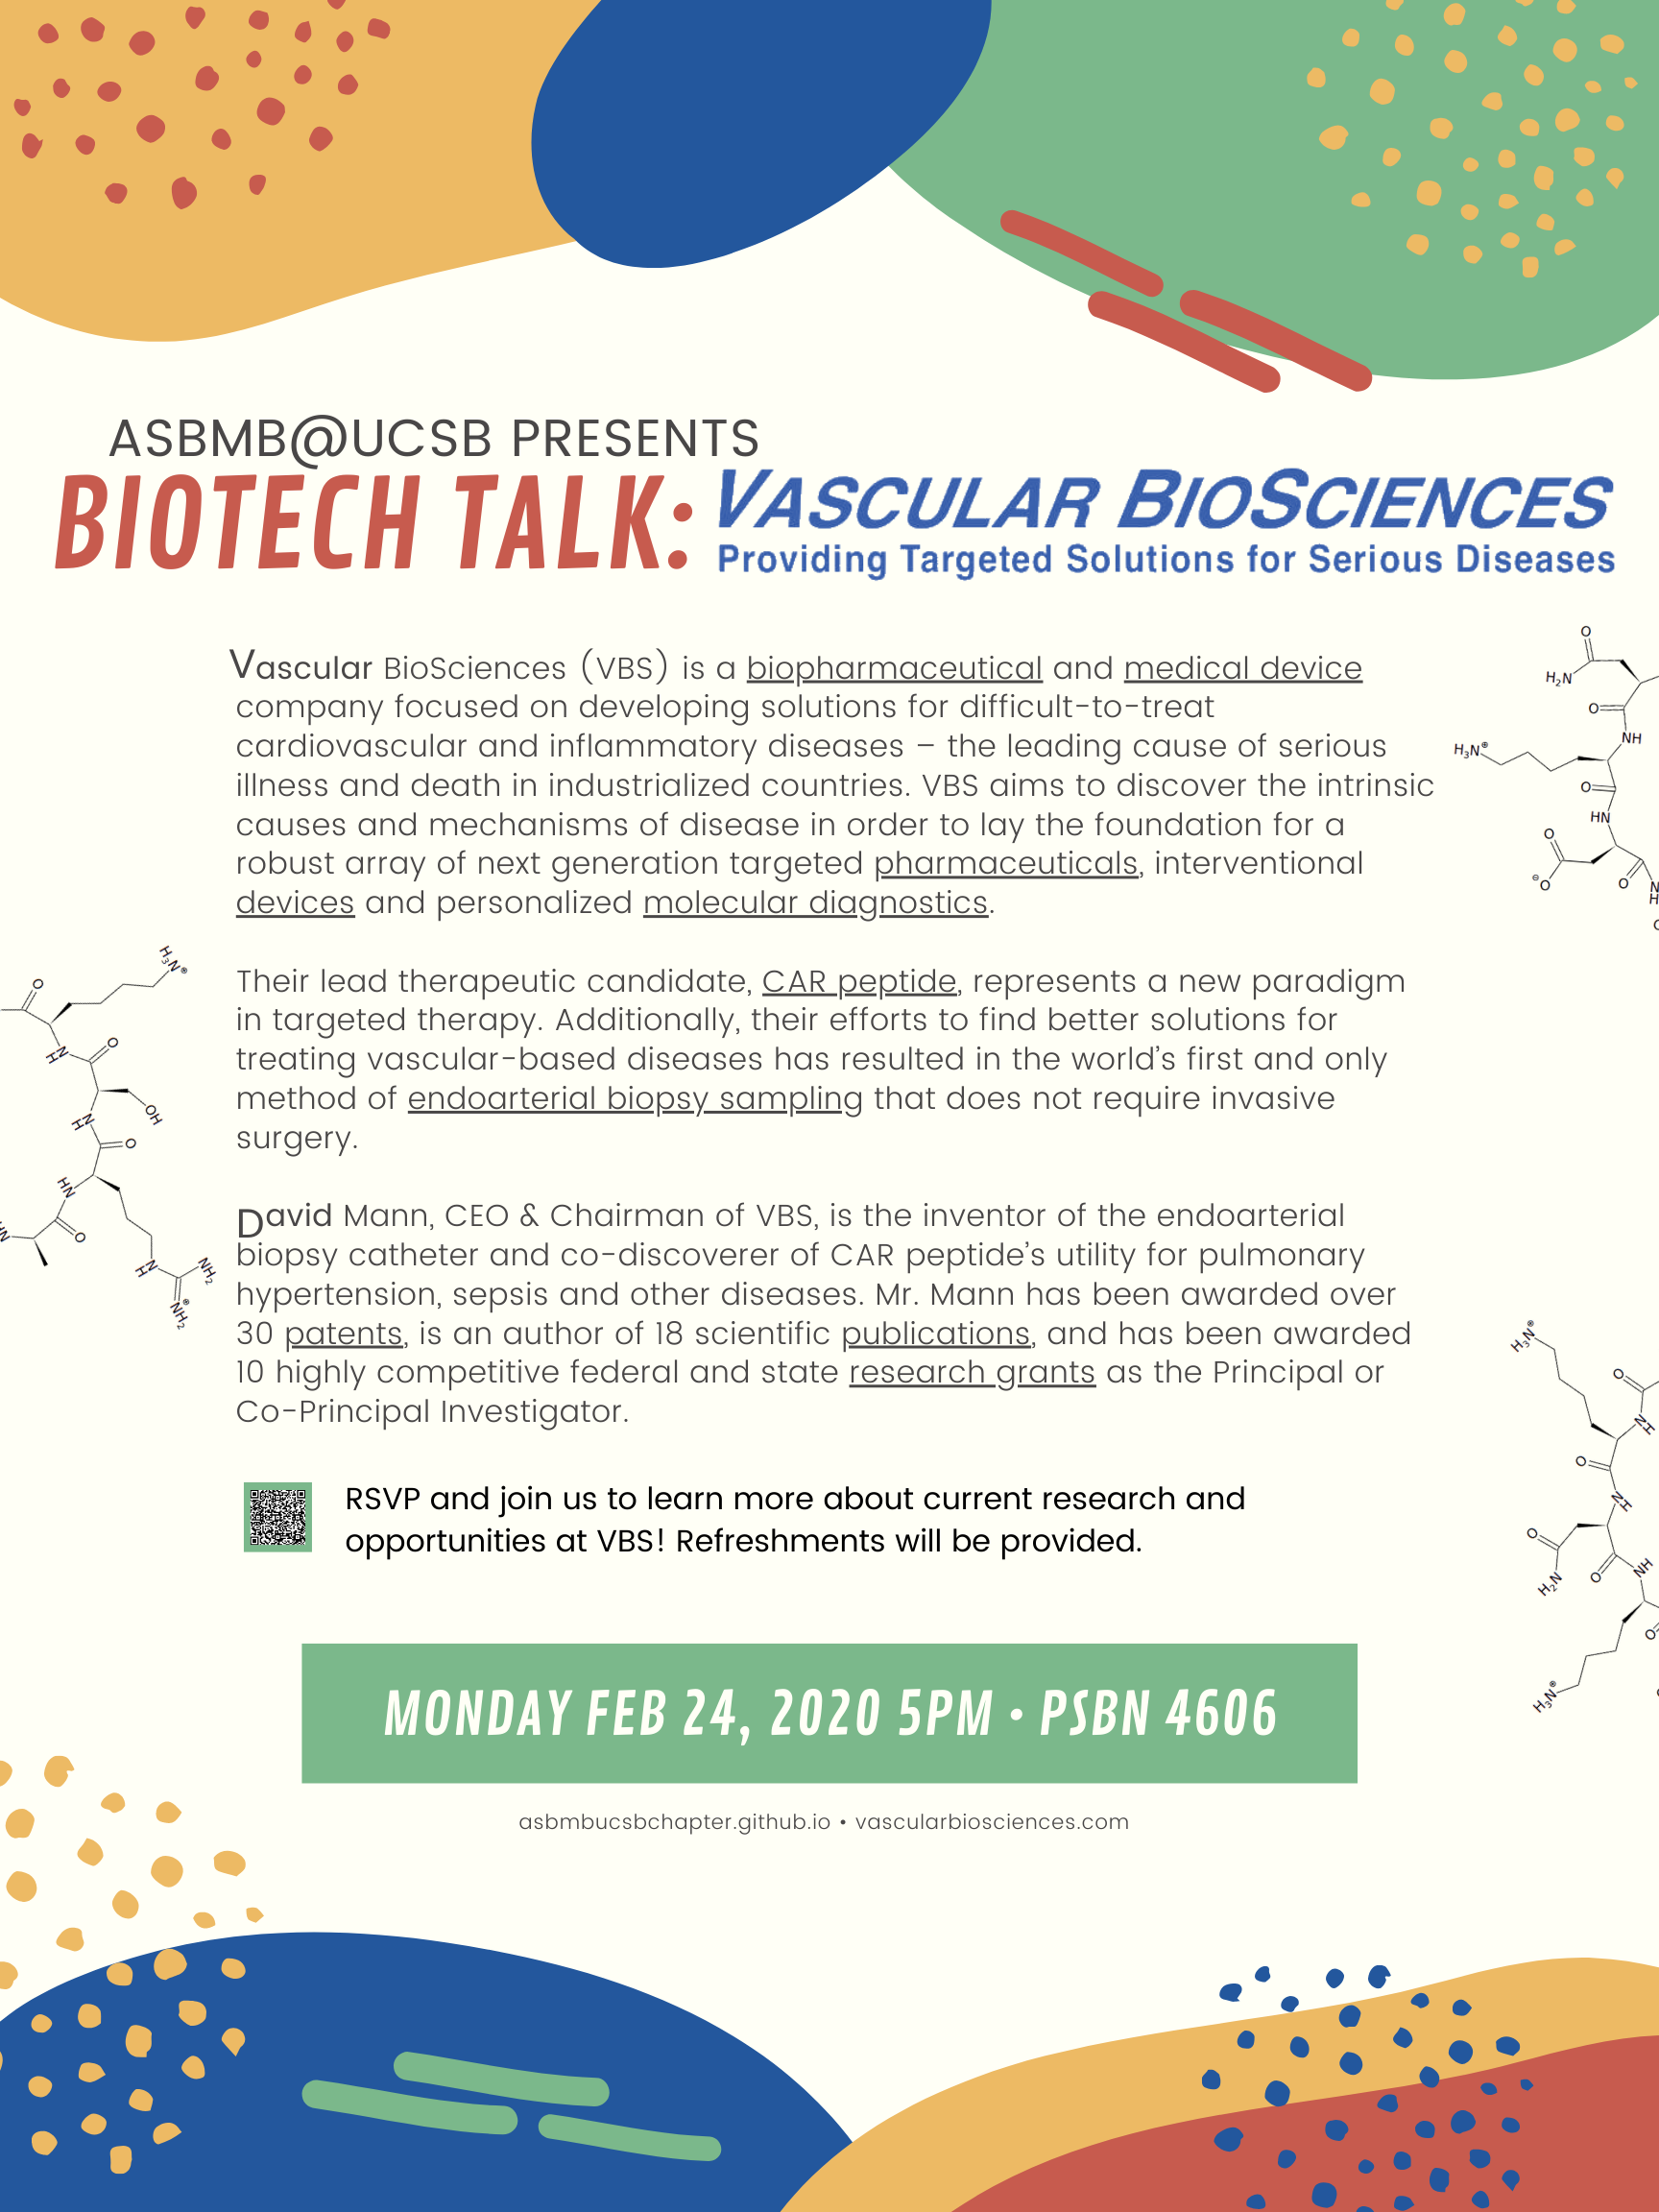 ASBMB@UCSB PRESENTS
BIOTECH TALK: VASCULAR BIOSCIENCES
Providing Targeted Solutions for Serious Diseases
Vascular BioSciences (VBS) is a biopharmaceutical and medical device
company focused on developing solutions for difficult-to-treat
cardiovascular and inflammatory diseases – the leading cause of serious
illness and death in industrialized countries. VBS aims to discover the intrinsic
causes and mechanisms of disease in order to lay the foundation for a
robust array of next generation targeted pharmaceuticals, interventional
devices and personalized molecular diagnostics.
Their lead therapeutic candidate, CAR peptide, represents a new paradigm
in targeted therapy. Additionally, their efforts to find better solutions for
treating vascular-based diseases has resulted in the world's first and only
method of endoarterial biopsy sampling that does not require invasive
surgery.
David Mann, CEO & Chairman of VBS, is the inventor of the endoarterial
biopsy catheter and co-discoverer of CAR peptide's utility for pulmonary
hypertension, sepsis and other diseases. Mr. Mann has been awarded over
30 patents, is an author of 18 scientific publications, and has been awarded
10 highly competitive federal and state research grants as the Principal or
Co-Principal Investigator.
RSVP and join us to learn more about current research and
opportunities at VBS! Refreshments will be provided.
MONDAY FEB 24, 2020 5PM • PSBN 4606
asbmbucsbchapter.github.io • vascularbiosciences.com